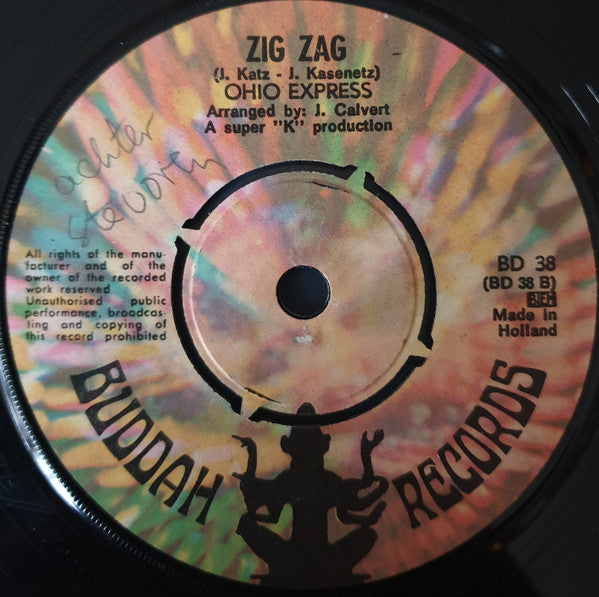 ZIG ZAG
(J. Katz - J. Kasenetz)
OHIO EXPRESS
Arranged by: J. Calvert
A super "K" production
achter
stevoren
All rights of the manu-
facturer and of the
owner of the recorded
work reserved
Unauthorised public
performance, broadcas-
ting and copying of
this record prohibited
BD 38
(BD 38 B)
BIEM
Made in
Holland
BUDDAH RECORDS